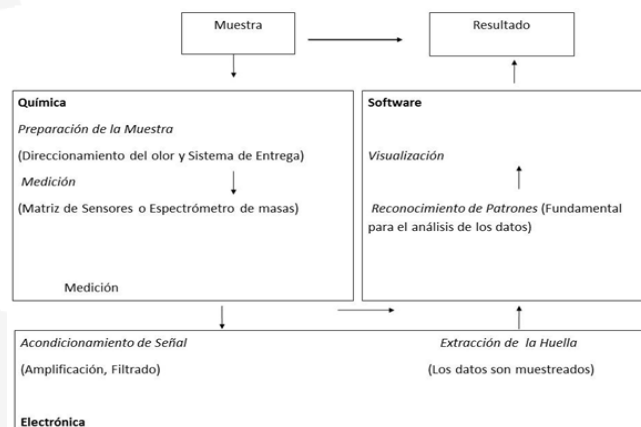 Muestra
Resultado
Química
Preparación de la Muestra
(Direccionamiento del olor y Sistema de Entrega)
Medición
(Matriz de Sensores o Espectrómetro de masas)
Medición
Software
Visualización
Reconocimiento de Patrones (Fundamental
para el análisis de los datos)
Acondicionamiento de Señal
(Amplificación, Filtrado)
Extracción de la Huella
(Los datos son muestreados)
Electrónica